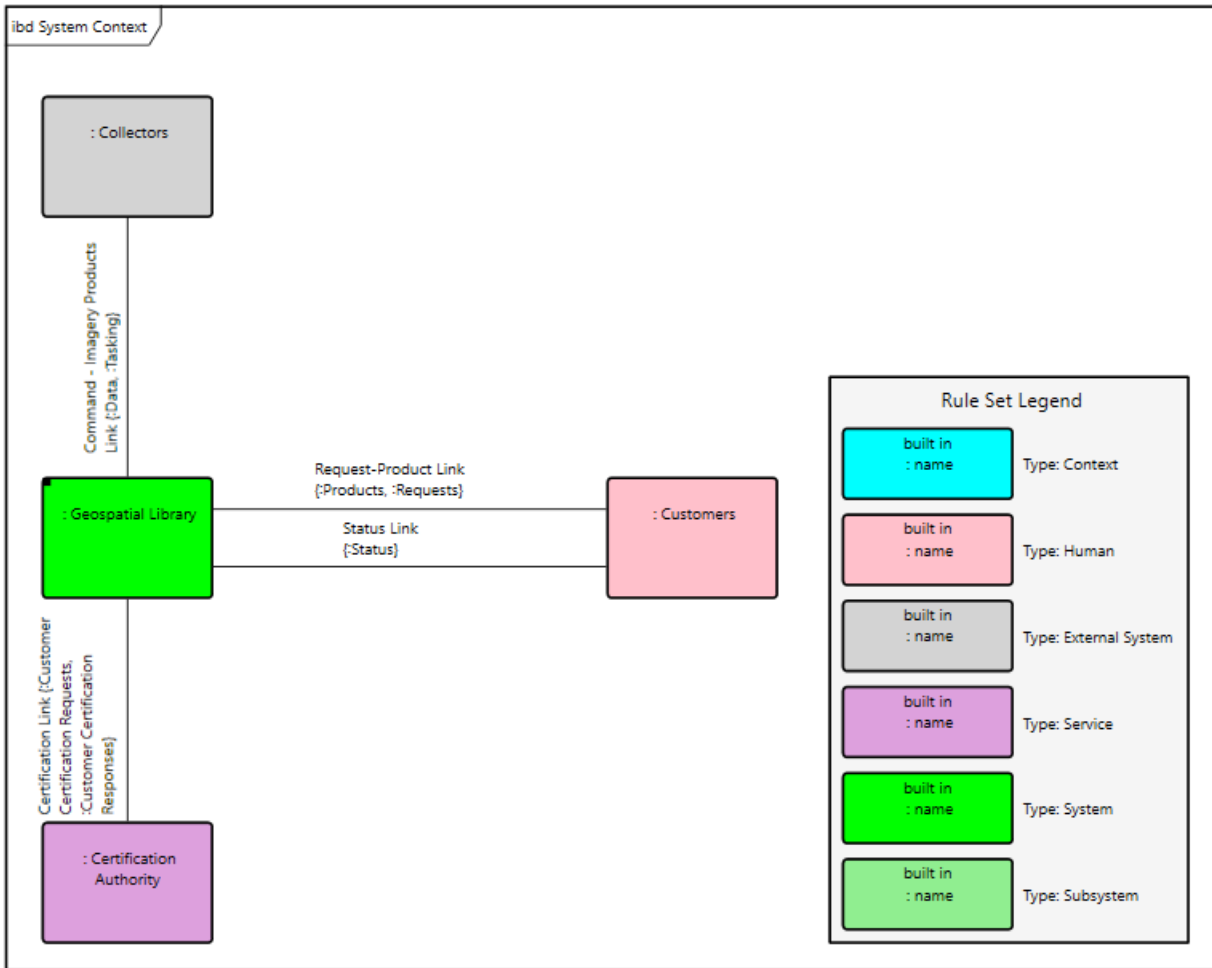 ibd System Context
: Collectors
Command - Imagery Products
Link {:Data, :Tasking}
: Geospatial Library
Request-Product Link
{:Products, :Requests}
Status Link
{:Status}
: Customers
Certification Link {:Customer
Certification Requests,
:Customer Certification
Responses}
: Certification
Authority
Rule Set Legend
built in
: name
Type: Context
built in
: name
Type: Human
built in
: name
Type: External System
built in
: name
Type: Service
built in
: name
Type: System
built in
: name
Type: Subsystem